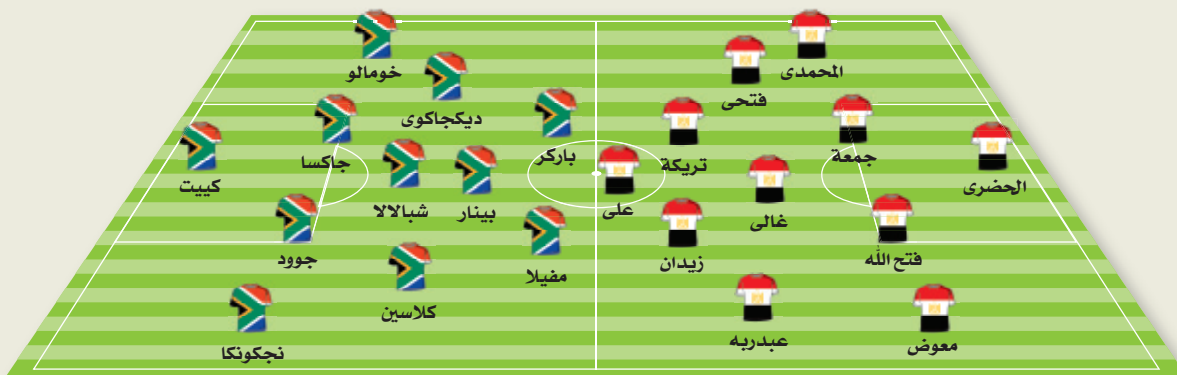 خومالو
المحمدى
فتحى
ديكجاكوى
باركر
تريكة
جمعة
جاكسا
كييت
الحضرى
شبالالا
بينار
على
غالى
جوود
مفيلا
زيدان
فتح الله
كلاسين
عبدربه
نجكونكا
معوض